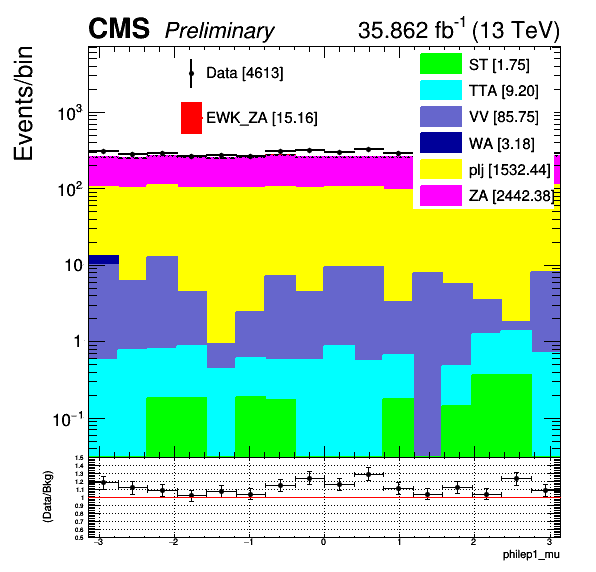 CMS Preliminary 35.862 fb⁻¹ (13 TeV)
Events/bin
Data [4613]
EWK_ZA [15.16]
ST [1.75]
TTA [9.20]
VV [85.75]
WA [3.18]
plj [1532.44]
ZA [2442.38]
10³
10²
10
1
10⁻¹
(Data/Bkg)
1.5
1.4
1.3
1.2
1.1
1
0.9
0.8
0.7
0.6
0.5
−3 −2 −1 0 1 2 3
philep1_mu